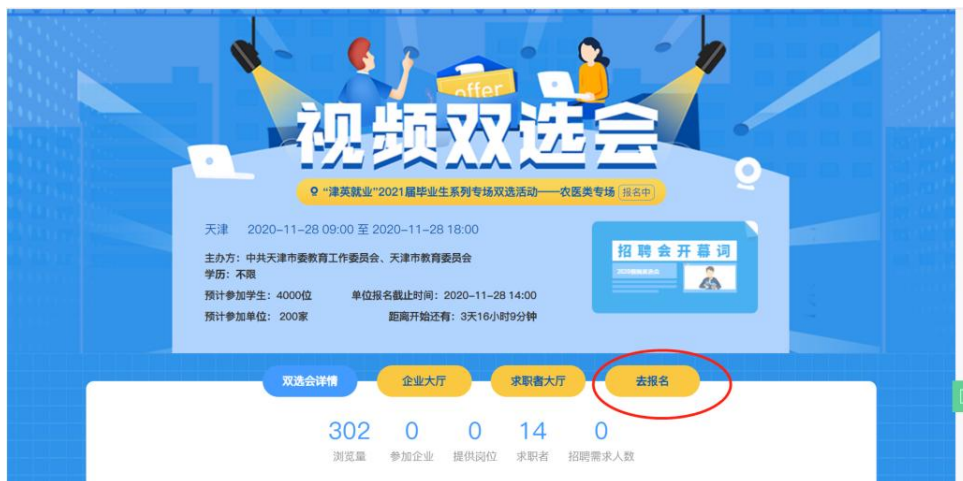 offer
视频双选会
“津英就业”2021届毕业生系列专场双选活动——农医类专场 报名中
天津 2020-11-28 09:00 至 2020-11-28 18:00
主办方：中共天津市委教育工作委员会、天津市教育委员会
学历：不限
预计参加学生：4000位 单位报名截止时间：2020-11-28 14:00
预计参加单位： 200家 距离开始还有：3天16小时9分钟
招聘会开幕词
双选会详情 企业大厅 求职者大厅 去报名
302 0 0 14 0
浏览量 参加企业 提供岗位 求职者 招聘需求人数